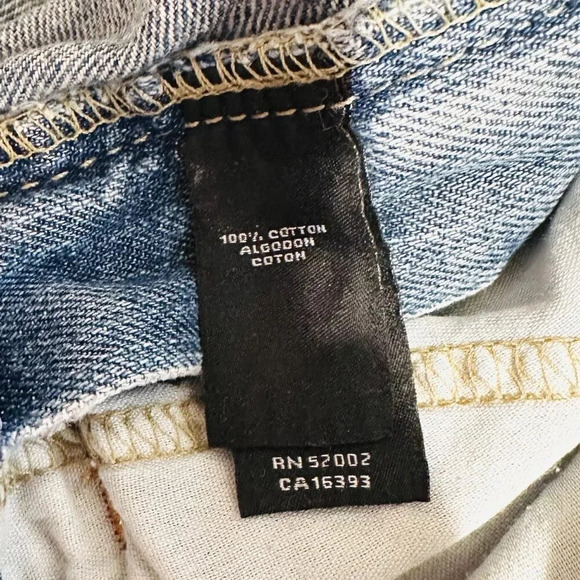 100% COTTON
ALGODON
COTON
RN 52002
CA16393